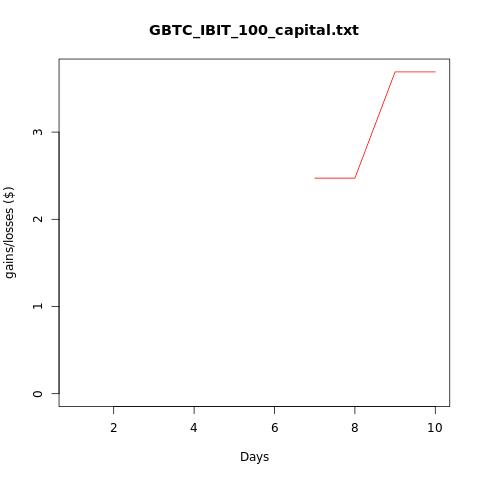 GBTC_IBIT_100_capital.txt
gains/losses ($)
3
2
1
0
2 4 6 8 10
Days